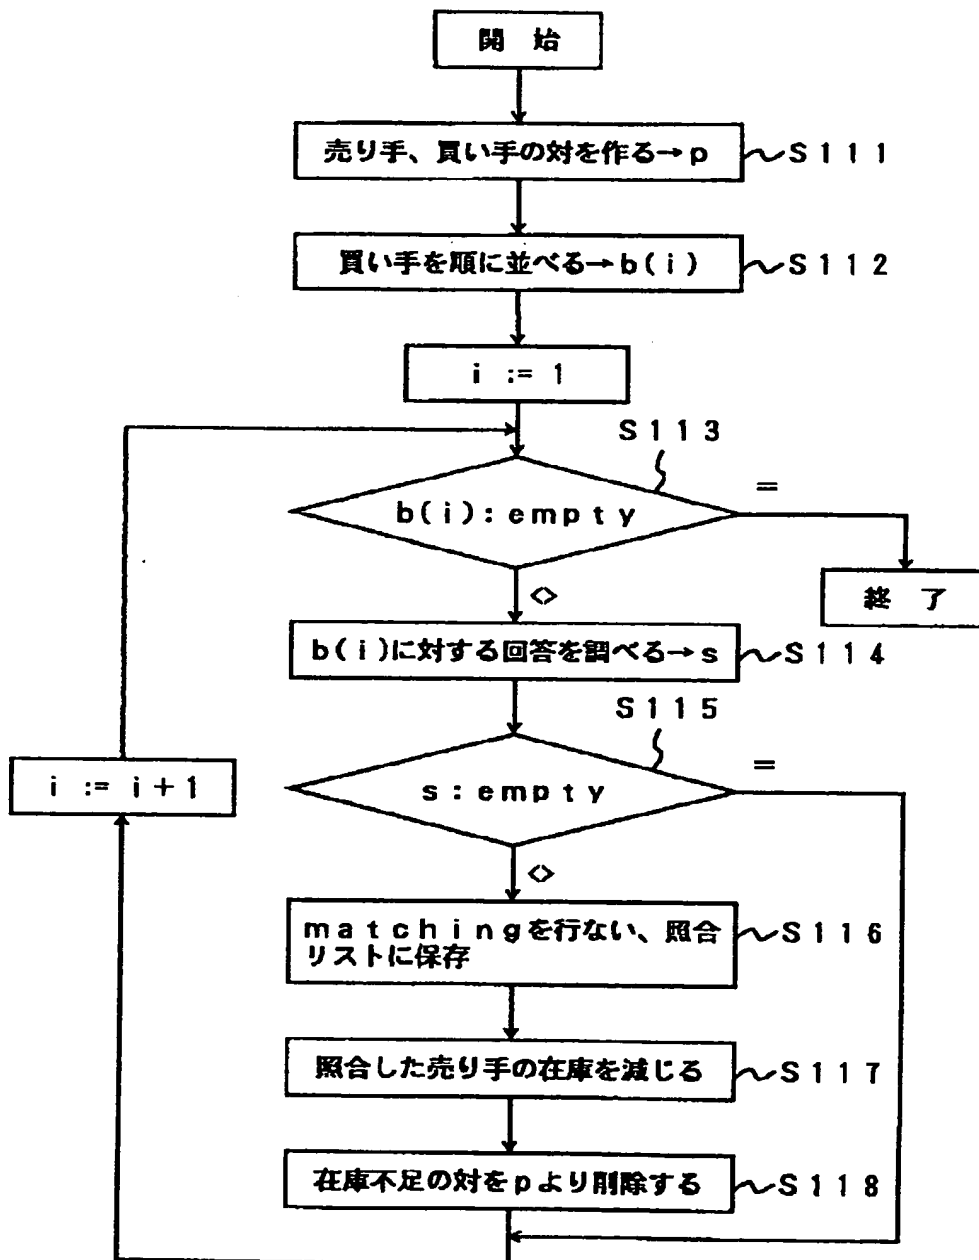 開 始
売り手、買い手の対を作る→p
S111
買い手を順に並べる→b(i)
S112
i := 1
S113
b(i):empty
=
<>
終 了
b(i)に対する回答を調べる→s
S114
S115
s:empty
=
<>
i := i+1
matchingを行ない、照合
リストに保存
S116
照合した売り手の在庫を減じる
S117
在庫不足の対をpより削除する
S118